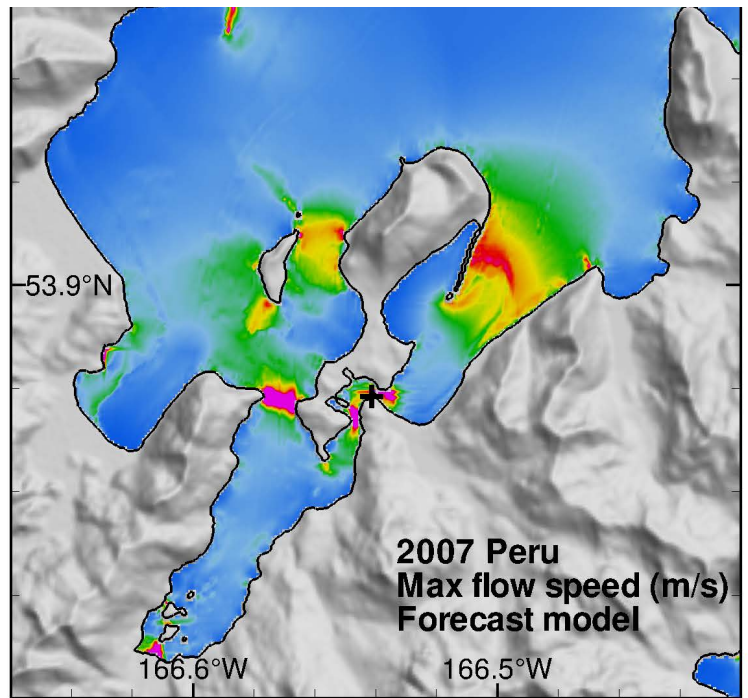 53.9°N
2007 Peru
Max flow speed (m/s)
Forecast model
166.6°W 166.5°W